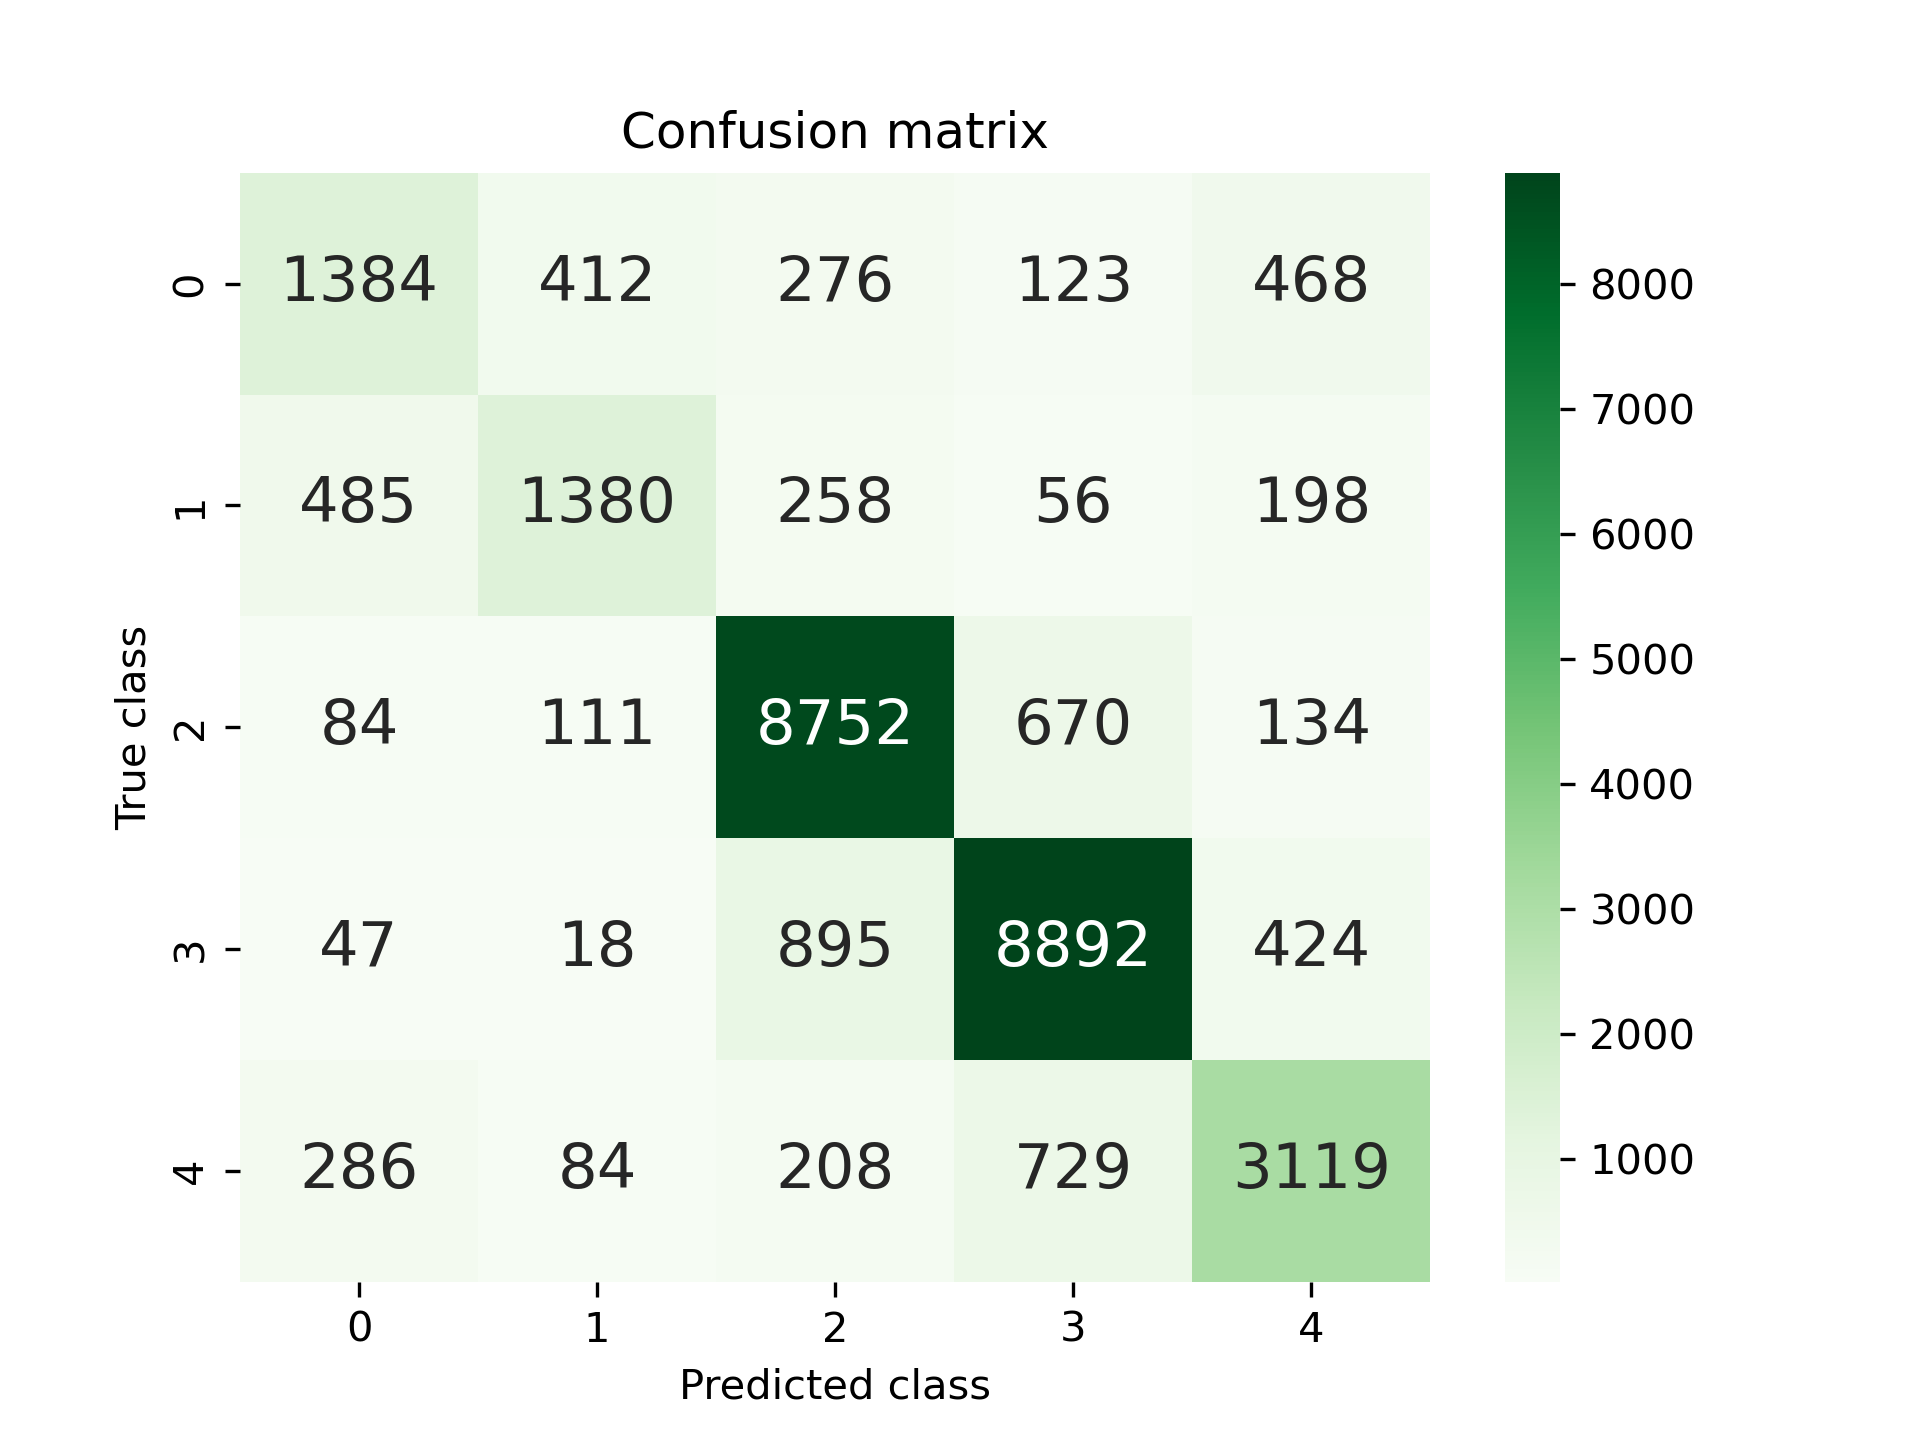 Confusion matrix
0 1384 412 276 123 468
1 485 1380 258 56 198
2 84 111 8752 670 134
3 47 18 895 8892 424
4 286 84 208 729 3119
0 1 2 3 4
Predicted class
True class
8000
7000
6000
5000
4000
3000
2000
1000